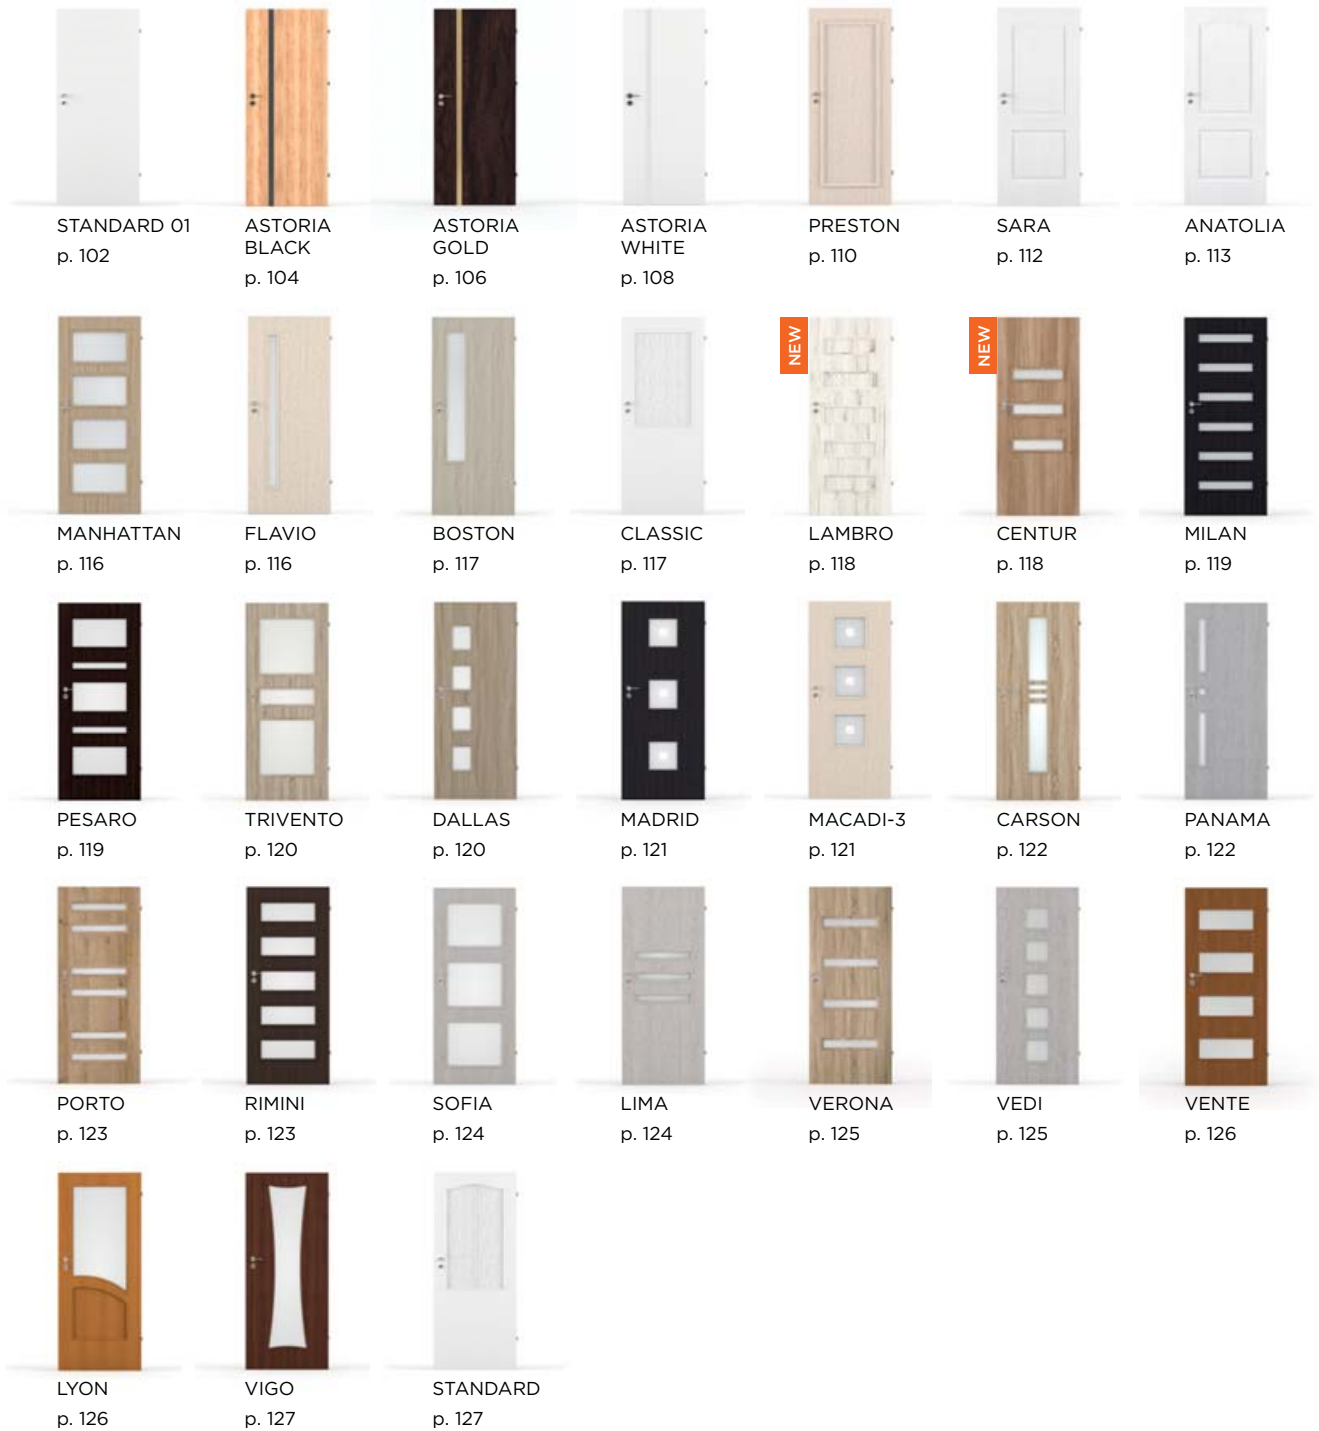 STANDARD 01
p. 102
ASTORIA
BLACK
p. 104
ASTORIA
GOLD
p. 106
ASTORIA
WHITE
p. 108
PRESTON
p. 110
SARA
p. 112
ANATOLIA
p. 113
MANHATTAN
p. 116
FLAVIO
p. 116
BOSTON
p. 117
CLASSIC
p. 117
NEW
LAMBRO
p. 118
NEW
CENTUR
p. 118
MILAN
p. 119
PESARO
p. 119
TRIVENTO
p. 120
DALLAS
p. 120
MADRID
p. 121
MACADI-3
p. 121
CARSON
p. 122
PANAMA
p. 122
PORTO
p. 123
RIMINI
p. 123
SOFIA
p. 124
LIMA
p. 124
VERONA
p. 125
VEDI
p. 125
VENTE
p. 126
LYON
p. 126
VIGO
p. 127
STANDARD
p. 127